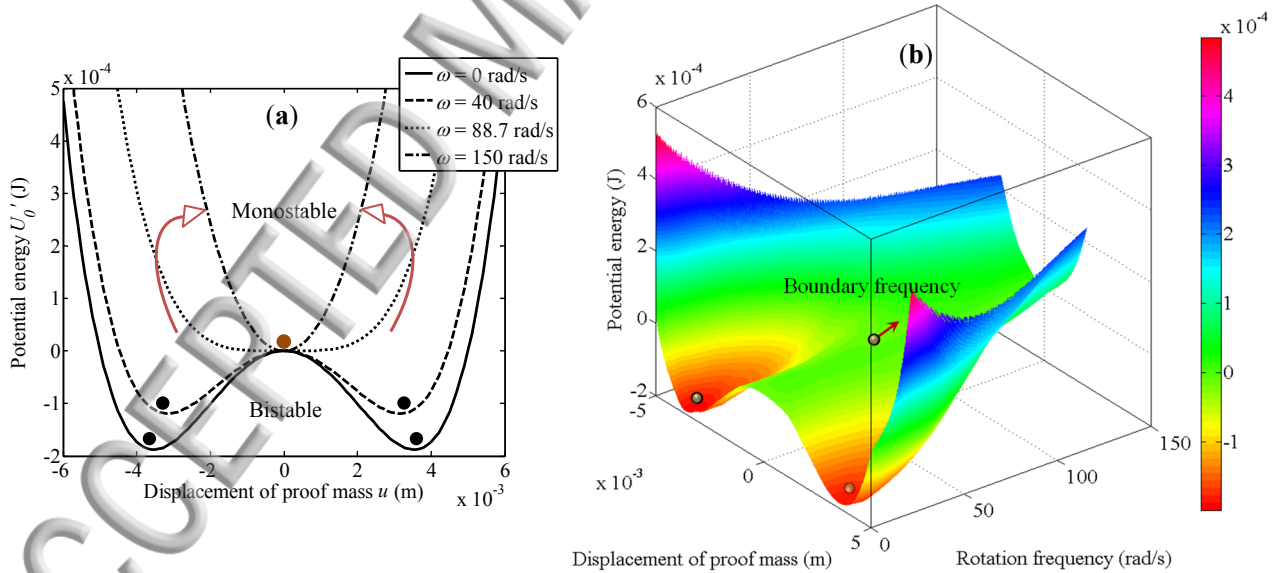 x 10⁻⁴
(a)
ω = 0 rad/s
ω = 40 rad/s
ω = 88.7 rad/s
ω = 150 rad/s
5
4
3
2
1
0
-1
-2
Potential energy U₀' (J)
Monostable
Bistable
-6
-4
-2
0
2
4
6
Displacement of proof mass u (m)
x 10⁻³
CCEPTED M
(b)
x 10⁻⁴
6
4
2
0
-2
Potential energy (J)
Boundary frequency
-5
0
5
x 10⁻³
Displacement of proof mass (m)
0
50
100
150
Rotation frequency (rad/s)
x 10⁻⁴
4
3
2
1
0
-1